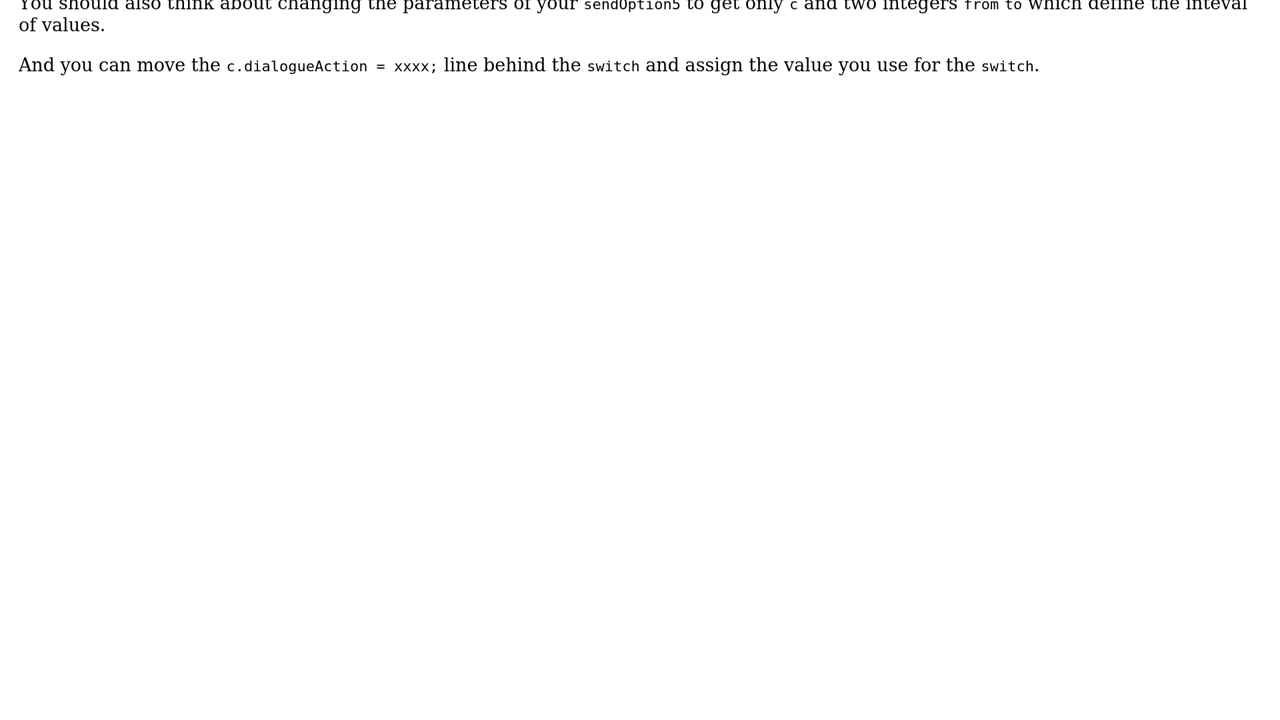 You should also think about changing the parameters of your sendOption5 to get only c and two integers from to which define the inteval
of values.
And you can move the c.dialogueAction = xxxx; line behind the switch and assign the value you use for the switch.